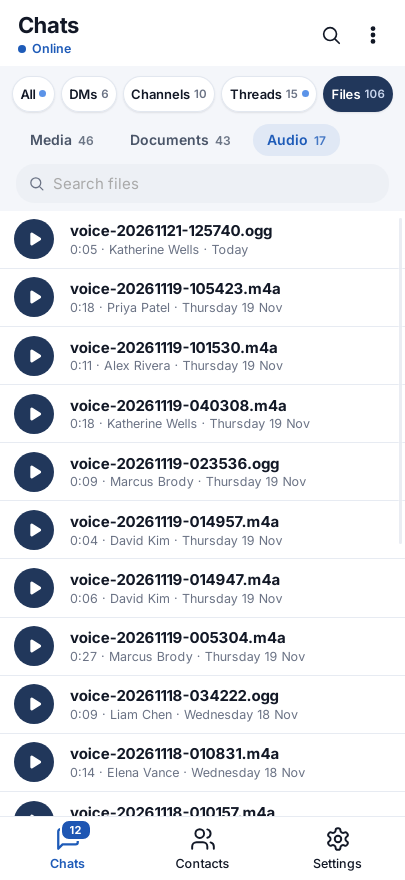 Chats
Online
All DMs 6 Channels 10 Threads 15 Files 106
Media 46 Documents 43 Audio 17
Search files
voice-20261121-125740.ogg
0:05 · Katherine Wells · Today
voice-20261119-105423.m4a
0:18 · Priya Patel · Thursday 19 Nov
voice-20261119-101530.m4a
0:11 · Alex Rivera · Thursday 19 Nov
voice-20261119-040308.m4a
0:18 · Katherine Wells · Thursday 19 Nov
voice-20261119-023536.ogg
0:09 · Marcus Brody · Thursday 19 Nov
voice-20261119-014957.m4a
0:04 · David Kim · Thursday 19 Nov
voice-20261119-014947.m4a
0:06 · David Kim · Thursday 19 Nov
voice-20261119-005304.m4a
0:27 · Marcus Brody · Thursday 19 Nov
voice-20261118-034222.ogg
0:09 · Liam Chen · Wednesday 18 Nov
voice-20261118-010831.m4a
0:14 · Elena Vance · Wednesday 18 Nov
voice-20261118-010157.m4a
12
Chats Contacts Settings